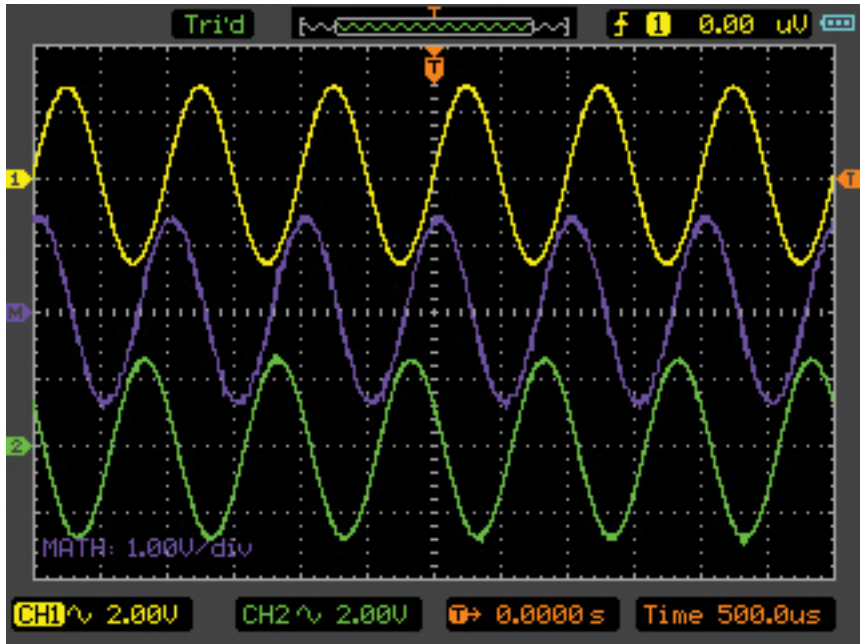 Tri'd T 1 0.00 uV
T
1 T
M
2
MATH: 1.00V/div
CH1 2.00V CH2 2.00V T→ 0.0000s Time 500.0us